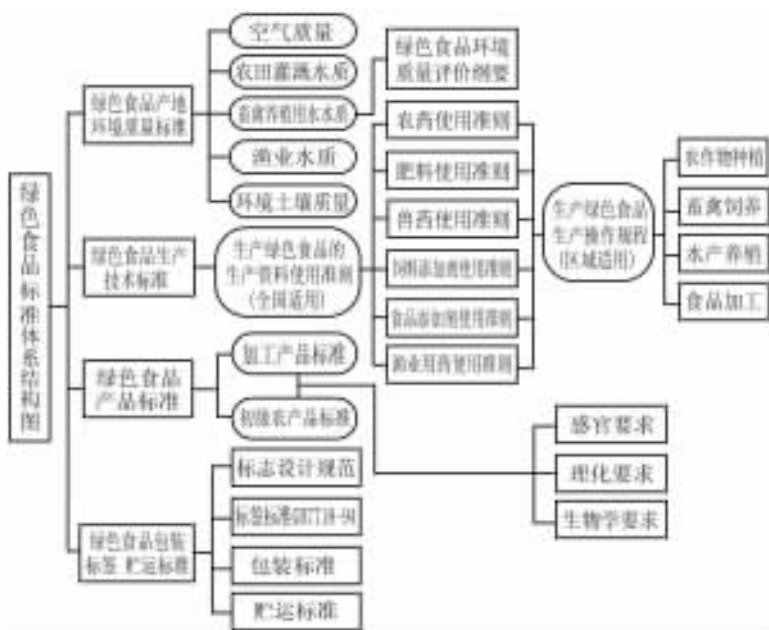 绿色食品标准体系结构图
绿色食品产地
环境质量标准
空气质量
农田灌溉水质
畜禽养殖用水水质
渔业水质
环境土壤质量
绿色食品环境
质量评价纲要
绿色食品生产
技术标准
生产绿色食品的
生产资料使用准则
(全国适用)
农药使用准则
肥料使用准则
兽药使用准则
饲料添加剂使用准则
食品添加剂使用准则
渔业用药使用准则
生产绿色食品
生产操作规程
(区域适用)
农作物种植
畜禽饲养
水产养殖
食品加工
绿色食品
产品标准
加工产品标准
初级农产品标准
感官要求
理化要求
生物学要求
绿色食品包装
标签 贮运标准
标志设计规范
标签标准GB7718-94
包装标准
贮运标准